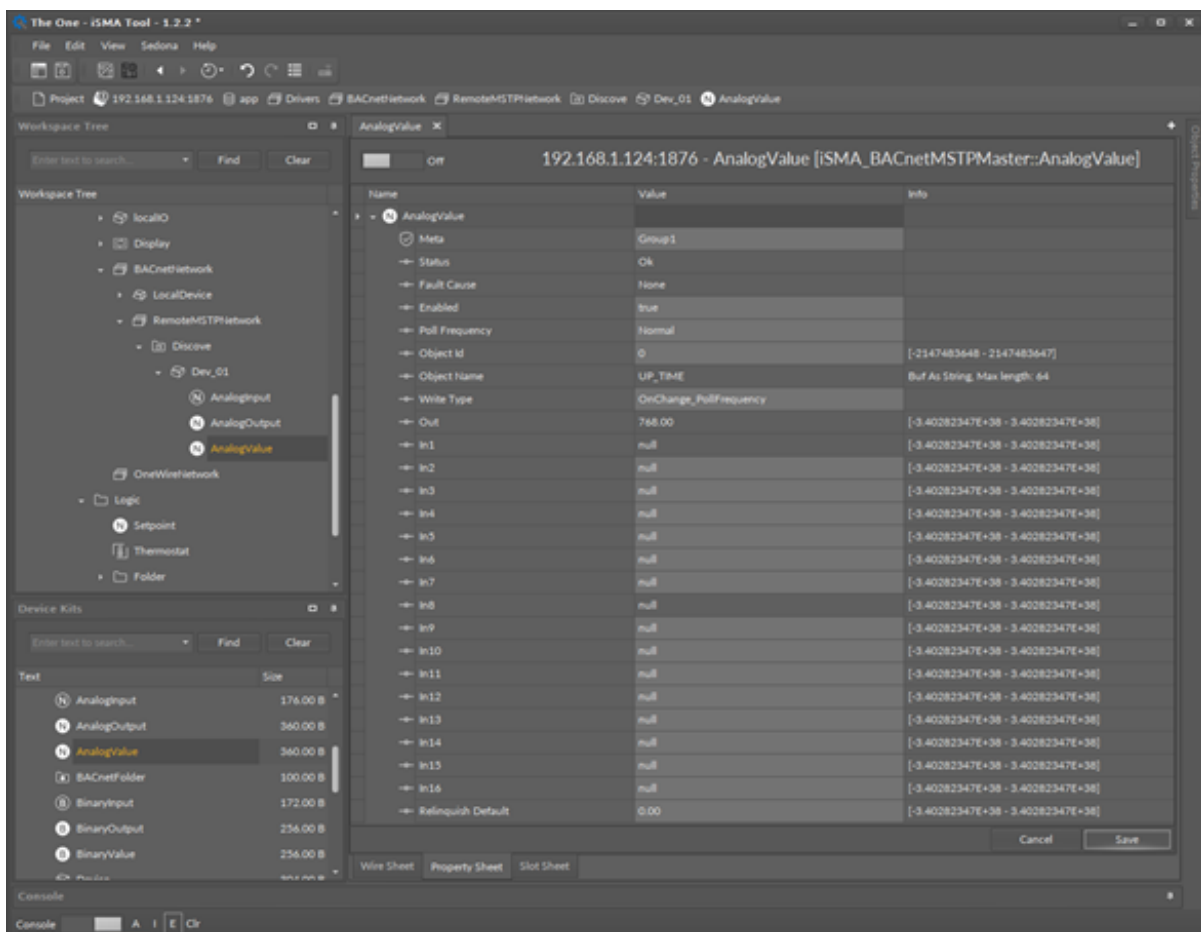 The One - iSMA Tool - 1.2.2 *
File Edit View Sedona Help
Project 192.168.1.124:1876 app Drivers BACnetNetwork RemoteMSTPNetwork Discove Dev_01 AnalogValue
Workspace Tree
AnalogValue
Object Properties
Enter text to search... Find Clear
Off 192.168.1.124:1876 - AnalogValue [iSMA_BACnetMSTPMaster::AnalogValue]
Workspace Tree
localIO
Display
BACnetNetwork
LocalDevice
RemoteMSTPNetwork
Discove
Dev_01
AnalogInput
AnalogOutput
AnalogValue
OneWireNetwork
Logic
Setpoint
Thermostat
Folder
Name Value Info
AnalogValue
Meta Group1
Status Ok
Fault Cause None
Enabled true
Poll Frequency Normal
Object Id 0 [-2147483648 - 2147483647]
Object Name UP_TIME Buf As String, Max length: 64
Write Type OnChange_PollFrequency
Out 768.00 [-3.40282347E+38 - 3.40282347E+38]
In1 null [-3.40282347E+38 - 3.40282347E+38]
In2 null [-3.40282347E+38 - 3.40282347E+38]
In3 null [-3.40282347E+38 - 3.40282347E+38]
In4 null [-3.40282347E+38 - 3.40282347E+38]
In5 null [-3.40282347E+38 - 3.40282347E+38]
In6 null [-3.40282347E+38 - 3.40282347E+38]
In7 null [-3.40282347E+38 - 3.40282347E+38]
In8 null [-3.40282347E+38 - 3.40282347E+38]
In9 null [-3.40282347E+38 - 3.40282347E+38]
In10 null [-3.40282347E+38 - 3.40282347E+38]
In11 null [-3.40282347E+38 - 3.40282347E+38]
In12 null [-3.40282347E+38 - 3.40282347E+38]
In13 null [-3.40282347E+38 - 3.40282347E+38]
In14 null [-3.40282347E+38 - 3.40282347E+38]
In15 null [-3.40282347E+38 - 3.40282347E+38]
In16 null [-3.40282347E+38 - 3.40282347E+38]
Relinquish Default 0.00 [-3.40282347E+38 - 3.40282347E+38]
Cancel Save
Wire Sheet Property Sheet Slot Sheet
Device Kits
Enter text to search... Find Clear
Text Size
AnalogInput 176.00 B
AnalogOutput 360.00 B
AnalogValue 360.00 B
BACnetFolder 100.00 B
BinaryInput 172.00 B
BinaryOutput 256.00 B
BinaryValue 256.00 B
Console
Console A I E Clr